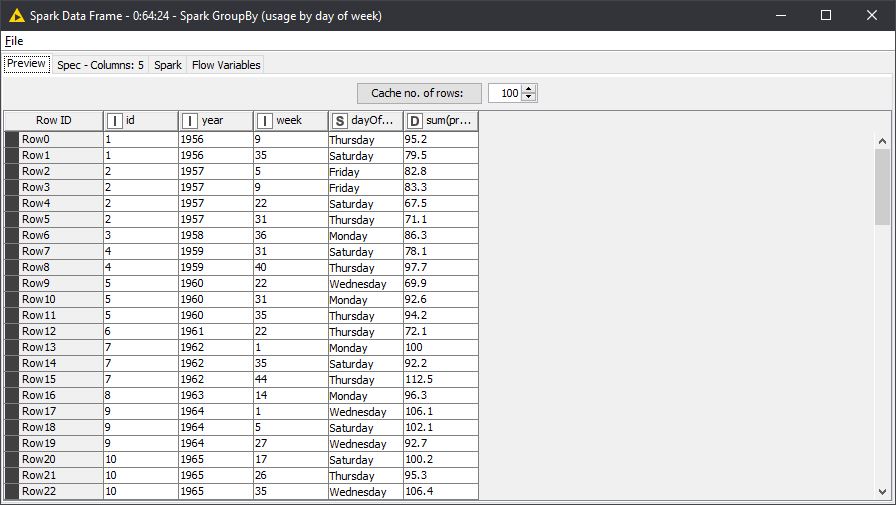 Spark Data Frame - 0:64:24 - Spark GroupBy (usage by day of week)
File
Preview Spec - Columns: 5 Spark Flow Variables
Cache no. of rows: 100
Row ID I id I year I week S dayOf... D sum(pr...
Row0 1 1956 9 Thursday 95.2
Row1 1 1956 35 Saturday 79.5
Row2 2 1957 5 Friday 82.8
Row3 2 1957 9 Friday 83.3
Row4 2 1957 22 Saturday 67.5
Row5 2 1957 31 Thursday 71.1
Row6 3 1958 36 Monday 86.3
Row7 4 1959 31 Saturday 78.1
Row8 4 1959 40 Thursday 97.7
Row9 5 1960 22 Wednesday 69.9
Row10 5 1960 31 Monday 92.6
Row11 5 1960 35 Thursday 94.2
Row12 6 1961 22 Thursday 72.1
Row13 7 1962 1 Monday 100
Row14 7 1962 35 Saturday 92.2
Row15 7 1962 44 Thursday 112.5
Row16 8 1963 14 Monday 96.3
Row17 9 1964 1 Wednesday 106.1
Row18 9 1964 5 Saturday 102.1
Row19 9 1964 27 Wednesday 92.7
Row20 10 1965 17 Saturday 100.2
Row21 10 1965 26 Thursday 95.3
Row22 10 1965 35 Wednesday 106.4